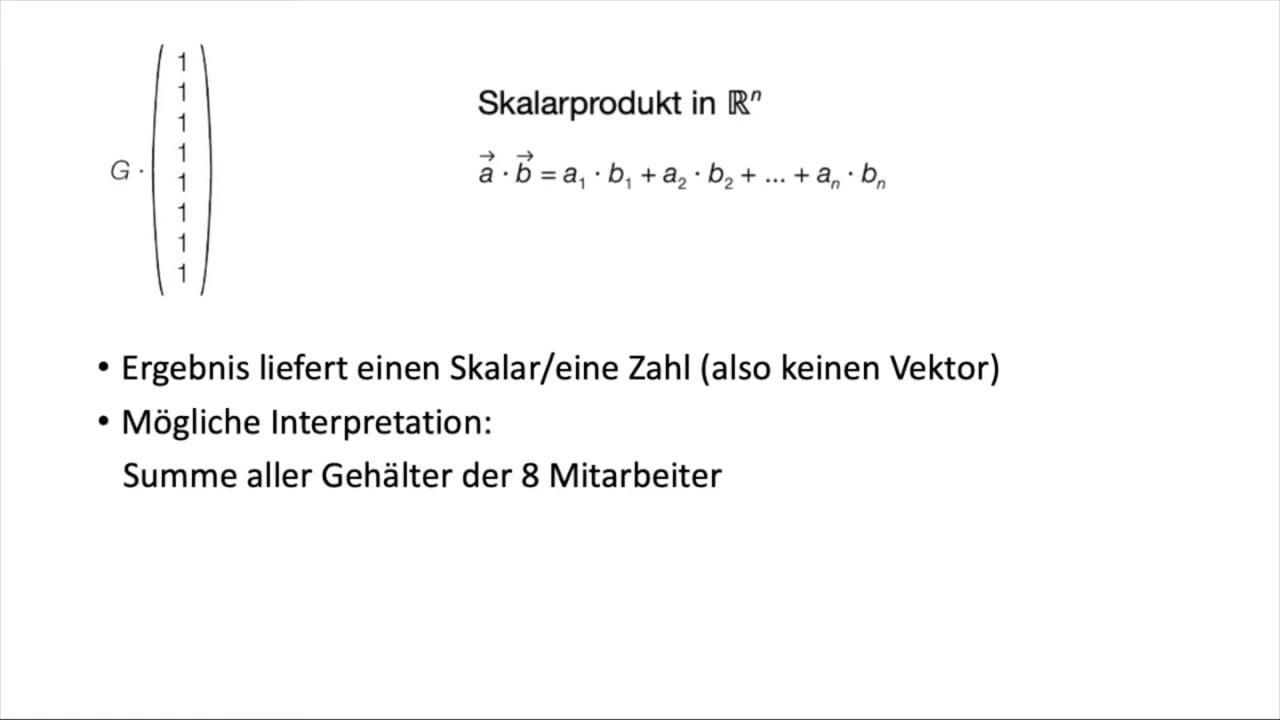 G · ( 1 1 1 1 1 1 1 1 )
Skalarprodukt in ℝⁿ
a⃗ · b⃗ = a₁ · b₁ + a₂ · b₂ + ... + aₙ · bₙ
• Ergebnis liefert einen Skalar/eine Zahl (also keinen Vektor)
• Mögliche Interpretation:
Summe aller Gehälter der 8 Mitarbeiter